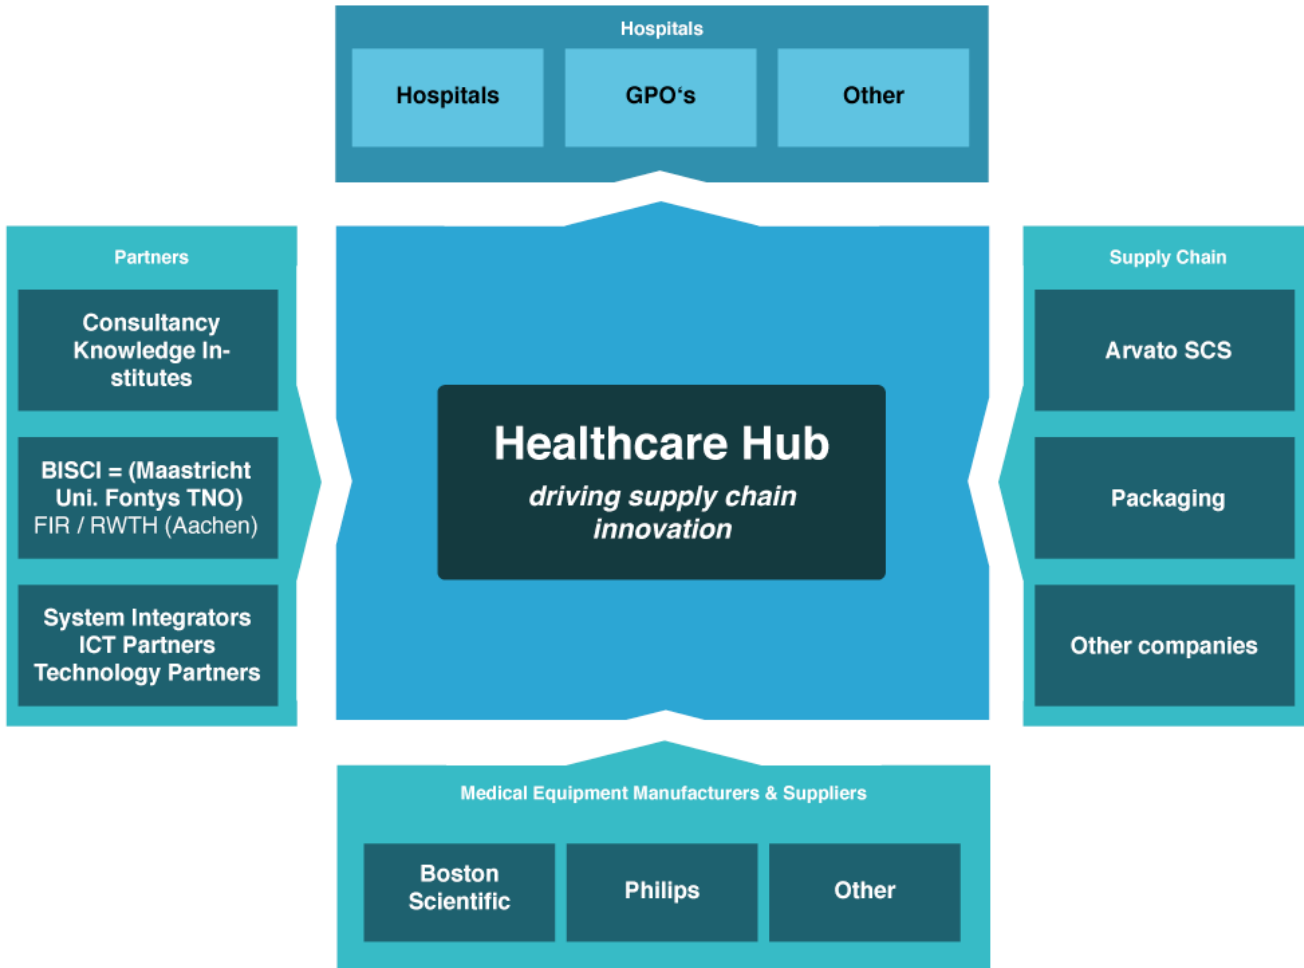 Hospitals
Hospitals
GPO‘s
Other
Partners
Consultancy
Knowledge In-
stitutes
BISCI = (Maastricht
Uni. Fontys TNO)
FIR / RWTH (Aachen)
System Integrators
ICT Partners
Technology Partners
Healthcare Hub
driving supply chain
innovation
Supply Chain
Arvato SCS
Packaging
Other companies
Medical Equipment Manufacturers & Suppliers
Boston
Scientific
Philips
Other